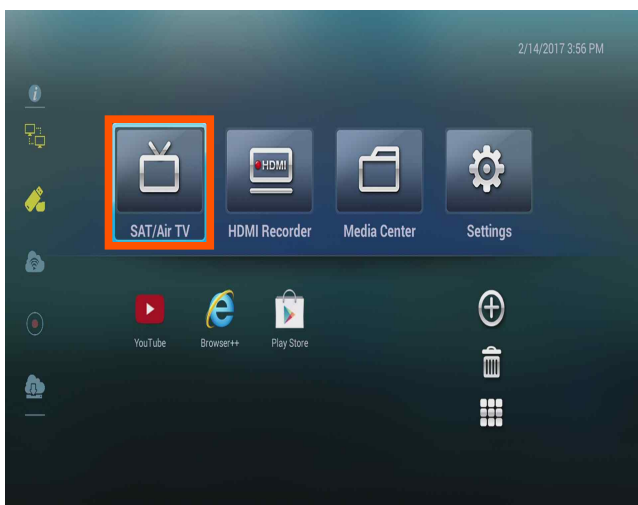 2/14/2017 3:56 PM
i
HDMI
SAT/Air TV
HDMI Recorder
Media Center
Settings
YouTube
Browser++
Play Store